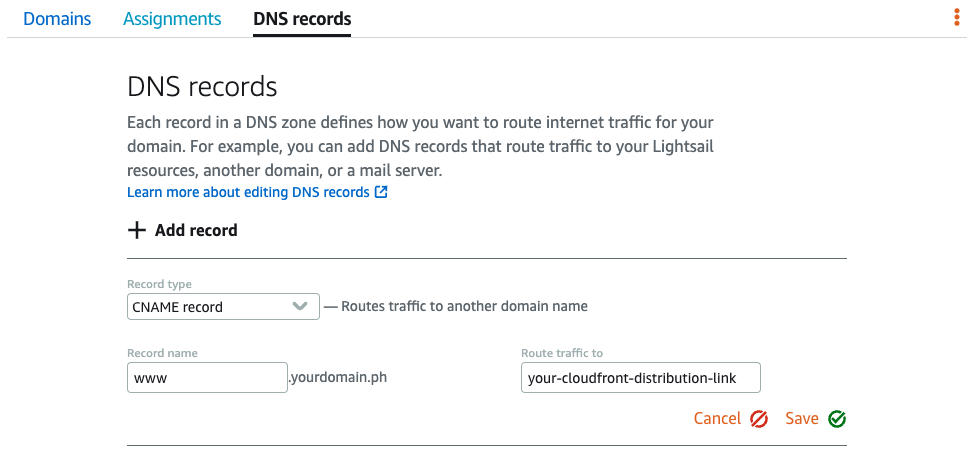 Domains Assignments DNS records
DNS records
Each record in a DNS zone defines how you want to route internet traffic for your
domain. For example, you can add DNS records that route traffic to your Lightsail
resources, another domain, or a mail server.
Learn more about editing DNS records
+ Add record
Record type
CNAME record — Routes traffic to another domain name
Record name Route traffic to
www .yourdomain.ph your-cloudfront-distribution-link
Cancel Save